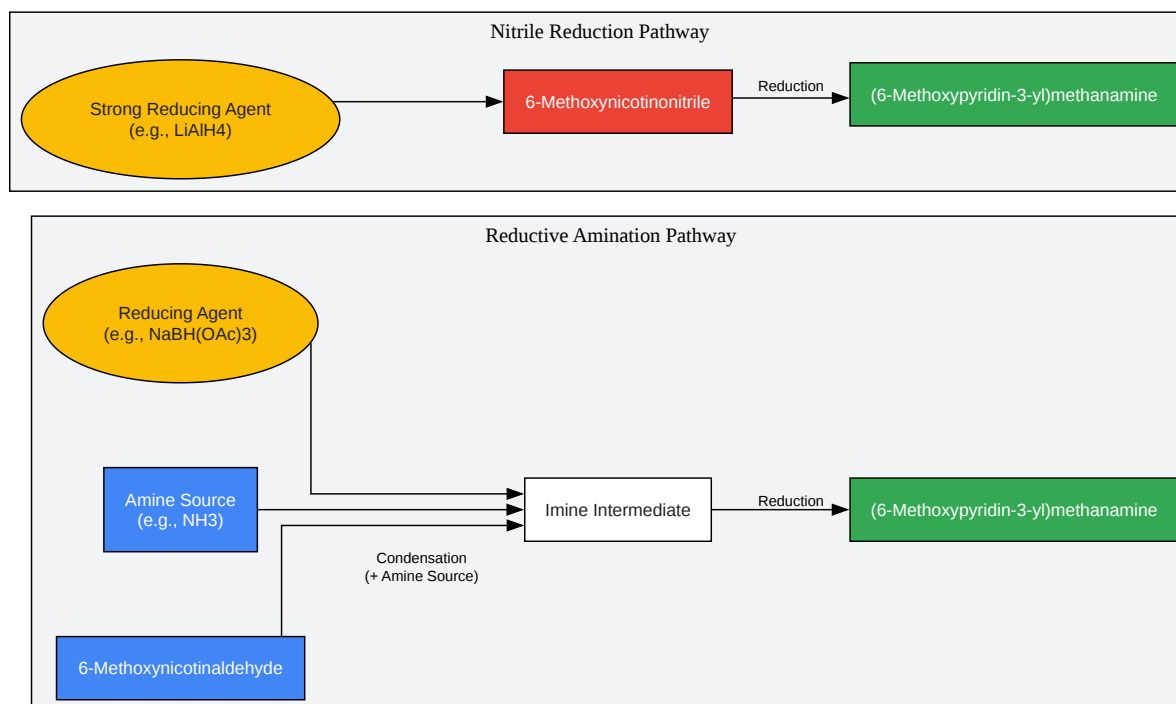 Nitrile Reduction Pathway
Strong Reducing Agent
(e.g., LiAlH4)
6-Methoxynicotinonitrile
Reduction
(6-Methoxypyridin-3-yl)methanamine
Reductive Amination Pathway
Reducing Agent
(e.g., NaBH(OAc)3)
Amine Source
(e.g., NH3)
Imine Intermediate
Reduction
(6-Methoxypyridin-3-yl)methanamine
Condensation
(+ Amine Source)
6-Methoxynicotinaldehyde